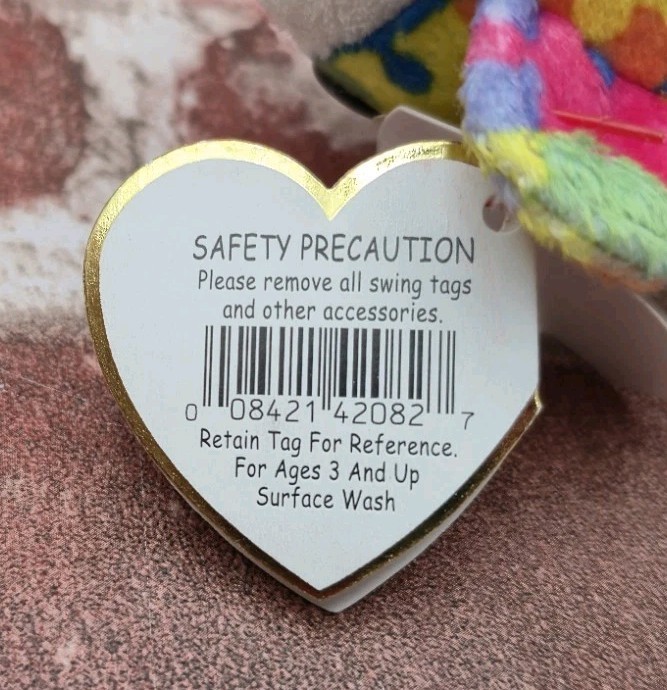 SAFETY PRECAUTION
Please remove all swing tags
and other accessories.
0 08421 42082 7
Retain Tag For Reference.
For Ages 3 And Up
Surface Wash